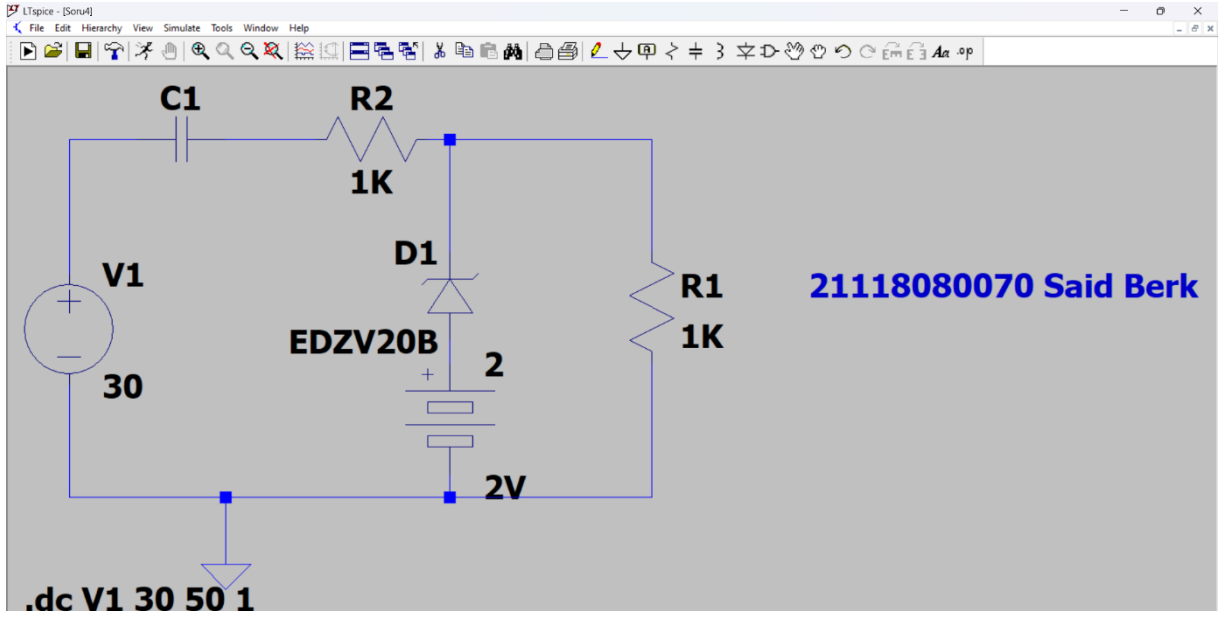 LTspice - [Soru4]
File Edit Hierarchy View Simulate Tools Window Help
C1
R2
1K
D1
V1
R1
21118080070 Said Berk
EDZV20B
1K
2
30
2V
.dc V1 30 50 1